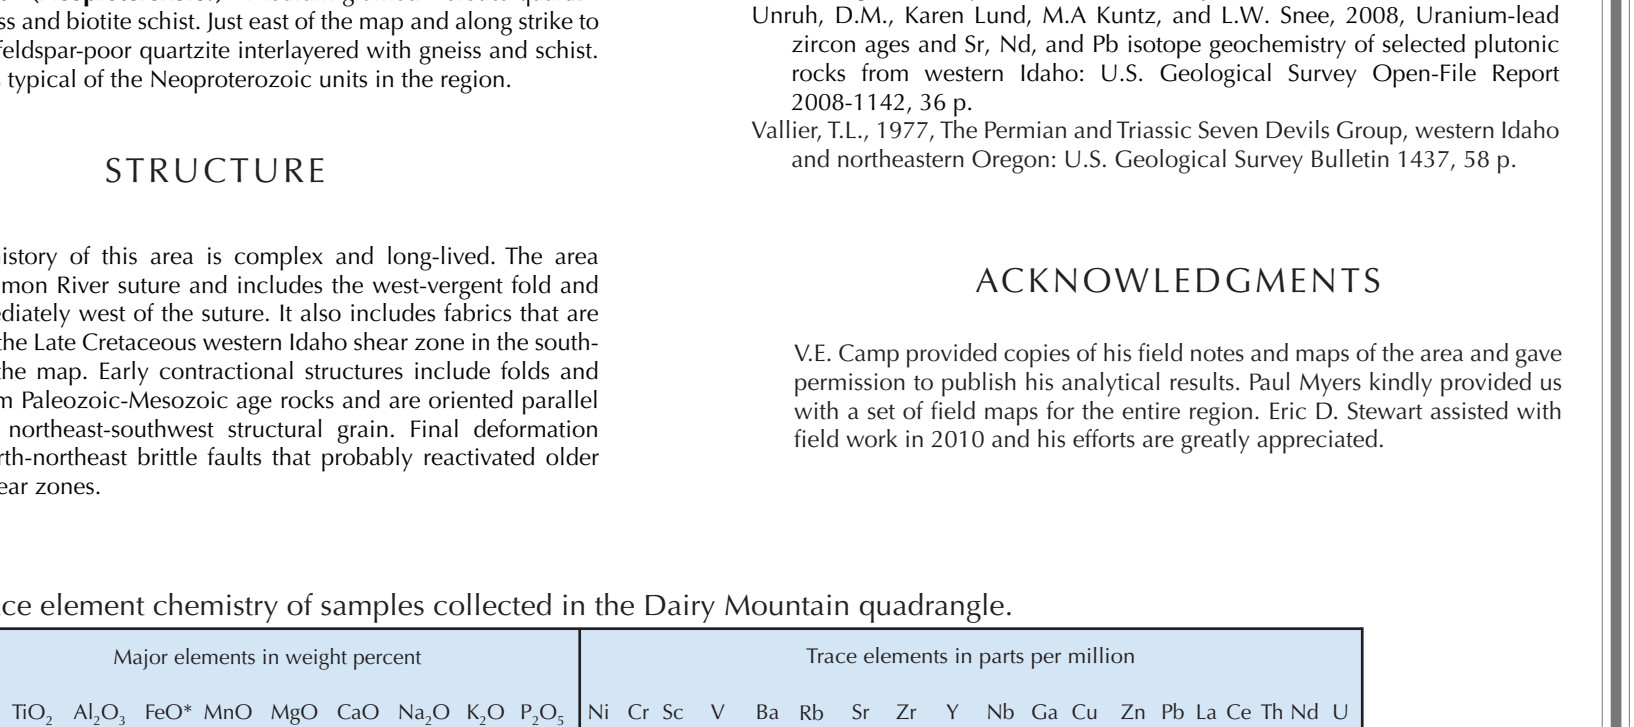 ss and biotite schist. Just east of the map and along strike to
feldspar-poor quartzite interlayered with gneiss and schist.
typical of the Neoproterozoic units in the region.
STRUCTURE
istory of this area is complex and long-lived. The area
mon River suture and includes the west-vergent fold and
diately west of the suture. It also includes fabrics that are
the Late Cretaceous western Idaho shear zone in the south-
the map. Early contractional structures include folds and
m Paleozoic-Mesozoic age rocks and are oriented parallel
northeast-southwest structural grain. Final deformation
rth-northeast brittle faults that probably reactivated older
ear zones.
Unruh, D.M., Karen Lund, M.A Kuntz, and L.W. Snee, 2008, Uranium-lead
zircon ages and Sr, Nd, and Pb isotope geochemistry of selected plutonic
rocks from western Idaho: U.S. Geological Survey Open-File Report
2008-1142, 36 p.
Vallier, T.L., 1977, The Permian and Triassic Seven Devils Group, western Idaho
and northeastern Oregon: U.S. Geological Survey Bulletin 1437, 58 p.
ACKNOWLEDGMENTS
V.E. Camp provided copies of his field notes and maps of the area and gave
permission to publish his analytical results. Paul Myers kindly provided us
with a set of field maps for the entire region. Eric D. Stewart assisted with
field work in 2010 and his efforts are greatly appreciated.
ace element chemistry of samples collected in the Dairy Mountain quadrangle.
Major elements in weight percent Trace elements in parts per million
TiO₂ Al₂O₃ FeO* MnO MgO CaO Na₂O K₂O P₂O₅ Ni Cr Sc V Ba Rb Sr Zr Y Nb Ga Cu Zn Pb La Ce Th Nd U